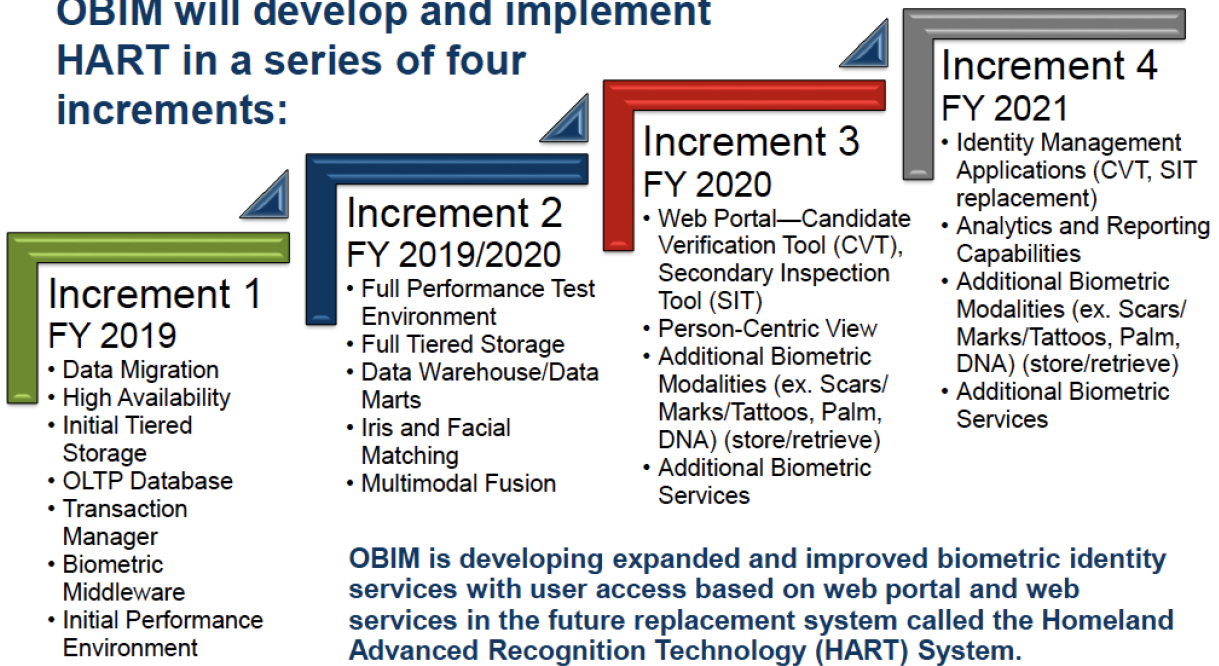 OBIM will develop and implement
HART in a series of four
increments:
Increment 1
FY 2019
• Data Migration
• High Availability
• Initial Tiered
Storage
• OLTP Database
• Transaction
Manager
• Biometric
Middleware
• Initial Performance
Environment
Increment 2
FY 2019/2020
• Full Performance Test
Environment
• Full Tiered Storage
• Data Warehouse/Data
Marts
• Iris and Facial
Matching
• Multimodal Fusion
Increment 3
FY 2020
• Web Portal—Candidate
Verification Tool (CVT),
Secondary Inspection
Tool (SIT)
• Person-Centric View
• Additional Biometric
Modalities (ex. Scars/
Marks/Tattoos, Palm,
DNA) (store/retrieve)
• Additional Biometric
Services
Increment 4
FY 2021
• Identity Management
Applications (CVT, SIT
replacement)
• Analytics and Reporting
Capabilities
• Additional Biometric
Modalities (ex. Scars/
Marks/Tattoos, Palm,
DNA) (store/retrieve)
• Additional Biometric
Services
OBIM is developing expanded and improved biometric identity
services with user access based on web portal and web
services in the future replacement system called the Homeland
Advanced Recognition Technology (HART) System.